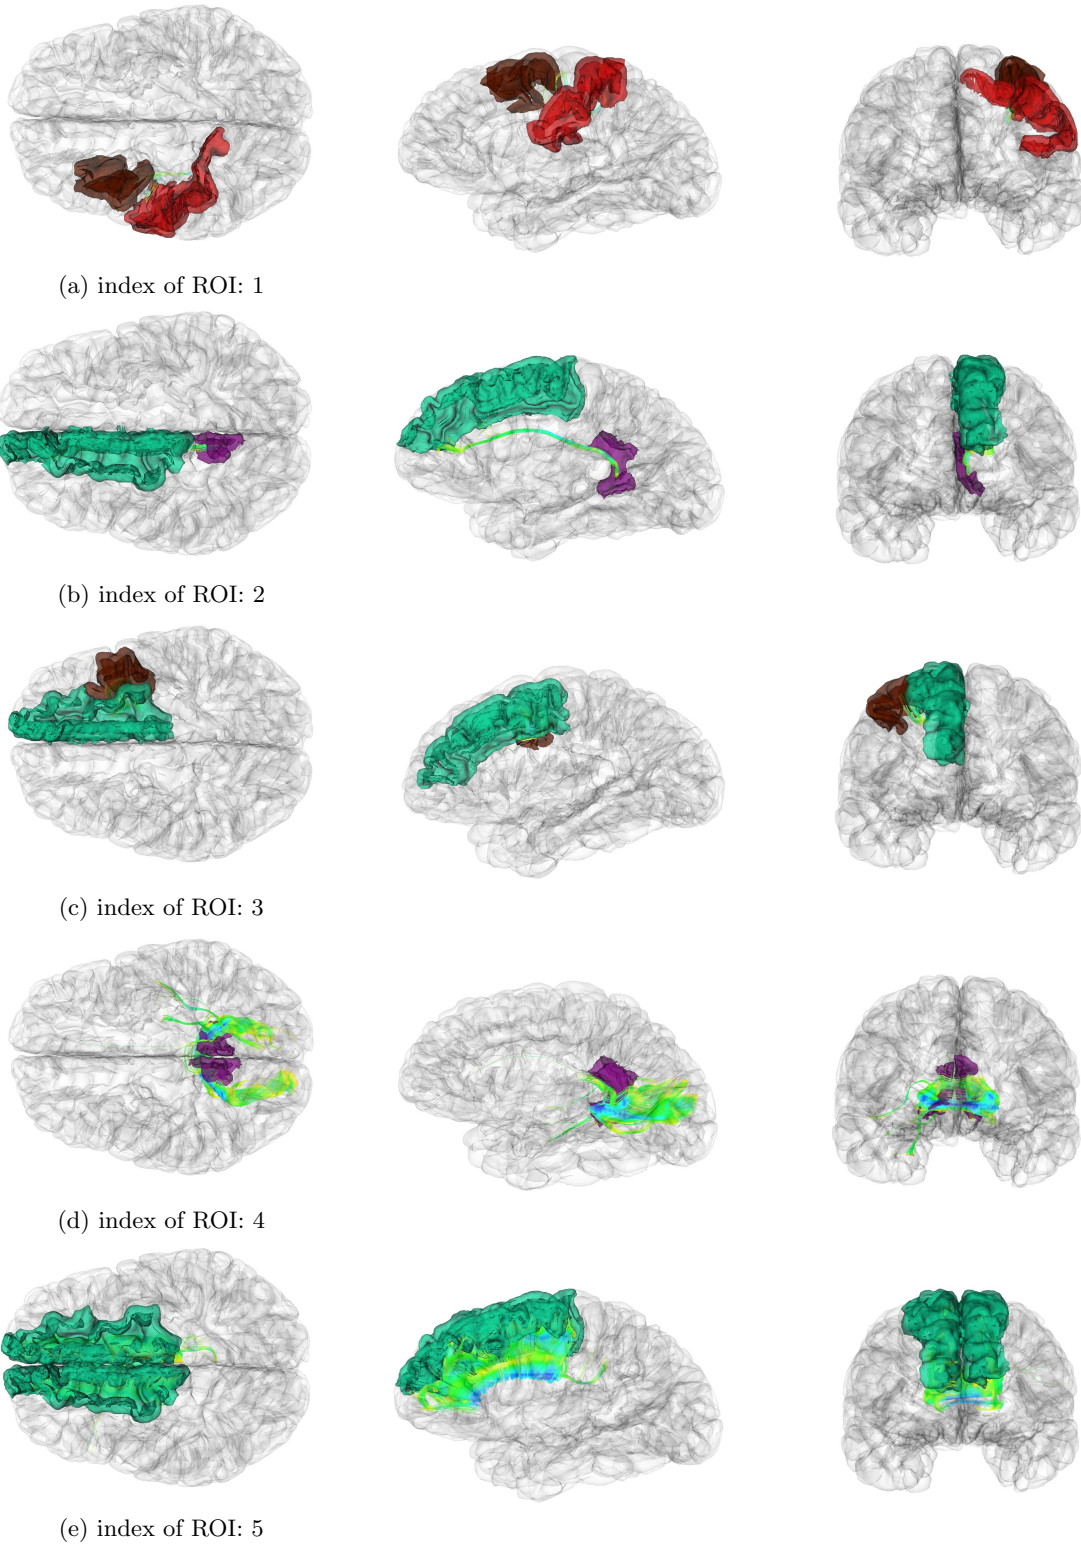 (a) index of ROI: 1
(b) index of ROI: 2
(c) index of ROI: 3
(d) index of ROI: 4
(e) index of ROI: 5